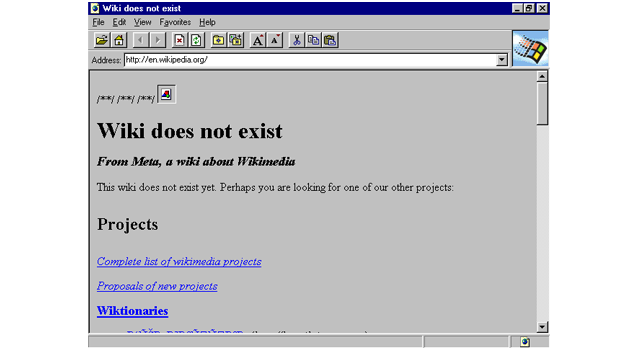 Wiki does not exist
File Edit View Favorites Help
Address: http://en.wikipedia.org/
/**/ /**/ /**/
Wiki does not exist
From Meta, a wiki about Wikimedia
This wiki does not exist yet. Perhaps you are looking for one of our other projects:
Projects
Complete list of wikimedia projects
Proposals of new projects
Wiktionaries